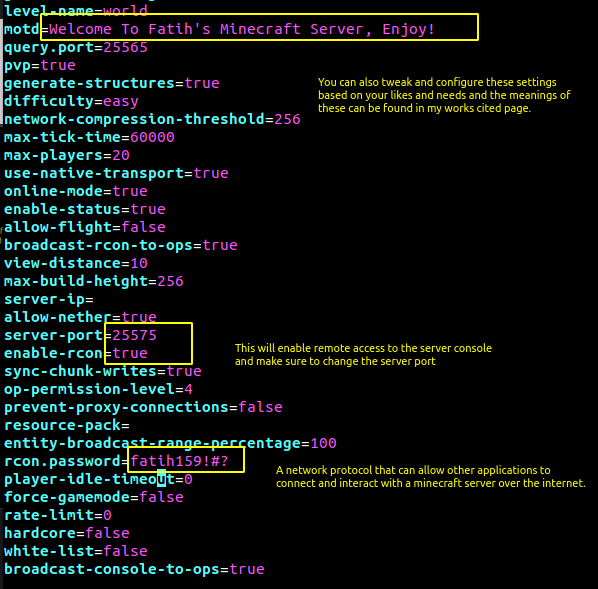 level-name=world
motd=Welcome To Fatih's Minecraft Server, Enjoy!
query.port=25565
pvp=true
generate-structures=true
You can also tweak and configure these settings
based on your likes and needs and the meanings of
these can be found in my works cited page.
difficulty=easy
network-compression-threshold=256
max-tick-time=60000
max-players=20
use-native-transport=true
online-mode=true
enable-status=true
allow-flight=false
broadcast-rcon-to-ops=true
view-distance=10
max-build-height=256
server-ip=
allow-nether=true
server-port=25575
enable-rcon=true
This will enable remote access to the server console
and make sure to change the server port
sync-chunk-writes=true
op-permission-level=4
prevent-proxy-connections=false
resource-pack=
entity-broadcast-range-percentage=100
rcon.password=fatih159!#?
A network protocol that can allow other applications to
connect and interact with a minecraft server over the internet.
player-idle-timeout=0
force-gamemode=false
rate-limit=0
hardcore=false
white-list=false
broadcast-console-to-ops=true